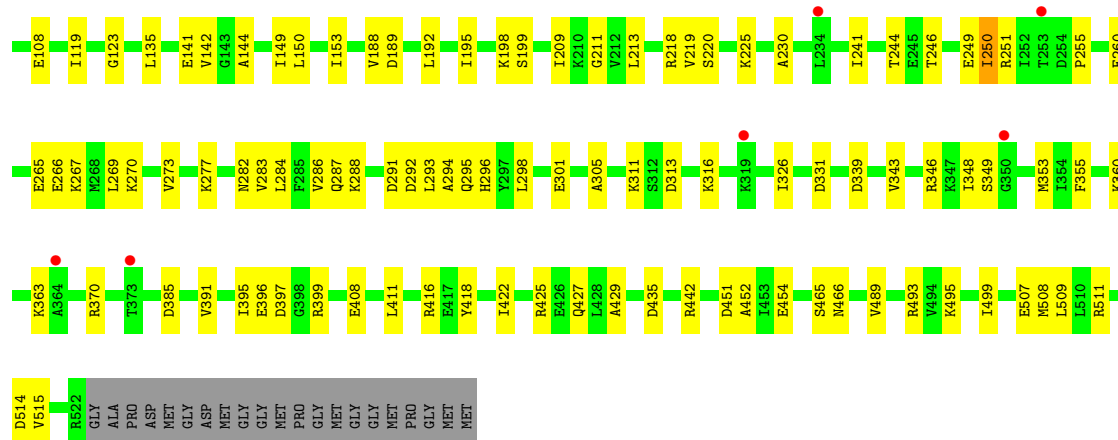 E108 I119 G123 L135 E141 V142 G143 A144 I149 L150 I153 V188 D189 L192 I195 K198 S199 I209 K210 G211 V212 L213 R218 V219 S220 K225 A230 L234 I241 T244 E245 T246 E249 I250 R251 I252 T253 D254 P255
E265 E266 K267 M268 L269 K270 V273 K277 N282 V283 L284 F285 V286 Q287 K288 D291 D292 L293 A294 Q295 H296 Y297 L298 E301 A305 K311 S312 D313 K316 K319 I326 D331 D339 V343 R346 K347 I348 S349 G350 M353 I354 F355 K360
K363 A364 R370 T373 D385 V391 I395 E396 D397 G398 R399 E408 L411 R416 E417 Y418 I422 R425 E426 Q427 L428 A429 D435 R442 D451 A452 I453 E454 S465 N466 V489 R493 V494 K495 I499 E507 M508 L509 L510 R511
D514 V515 R522 GLY ALA PRO ASP MET GLY ASP MET GLY GLY MET PRO GLY MET GLY GLY MET PRO GLY MET MET